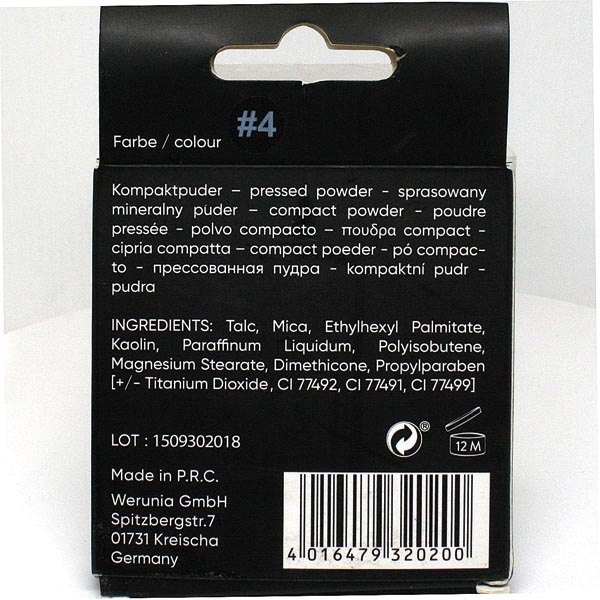 #4
Farbe / colour
Kompaktpuder – pressed powder - sprasowany
mineralny puder – compact powder - poudre
pressée - polvo compacto – πουδρα compact -
cipria compatta – compact poeder - pó compac-
to - прессованная пудра - kompaktní pudr -
pudra
INGREDIENTS: Talc, Mica, Ethylhexyl Palmitate,
Kaolin, Paraffinum Liquidum, Polyisobutene,
Magnesium Stearate, Dimethicone, Propylparaben
[+/- Titanium Dioxide, CI 77492, CI 77491, CI 77499]
LOT : 1509302018
®
12 M
Made in P.R.C.
Werunia GmbH
Spitzbergstr.7
01731 Kreischa
Germany
4 016479 320200